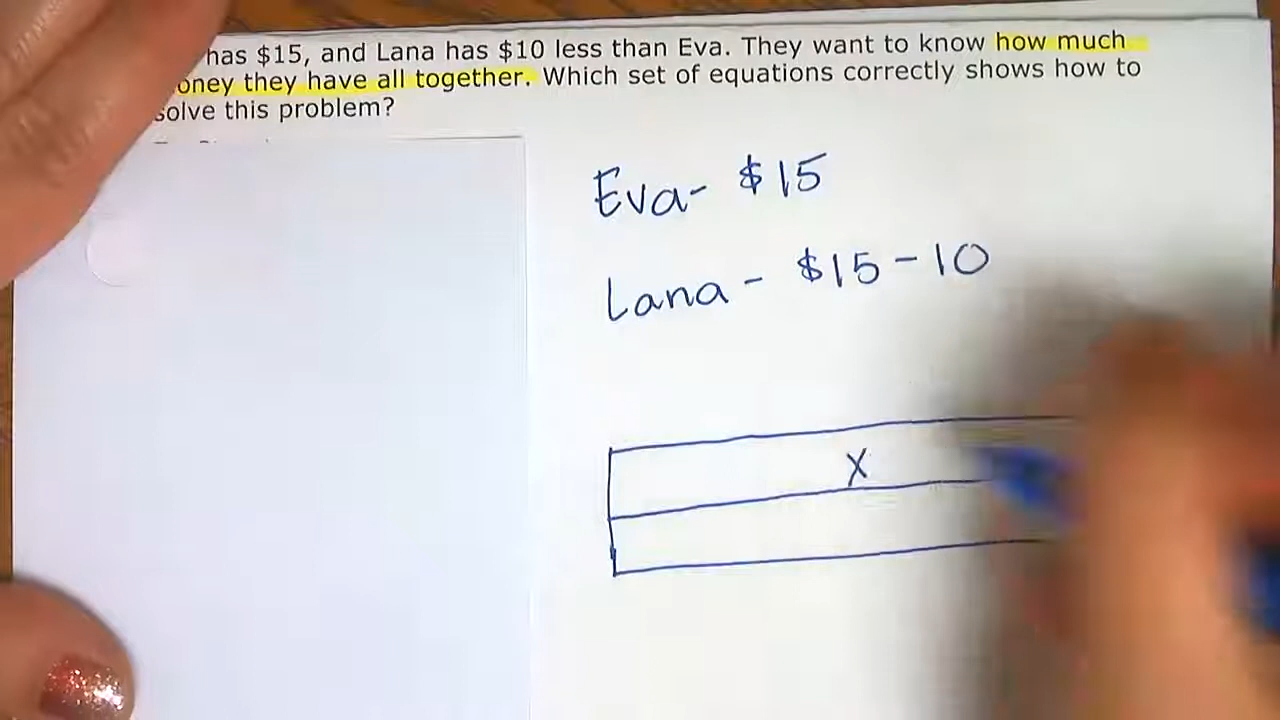 has $15, and Lana has $10 less than Eva. They want to know how much
oney they have all together. Which set of equations correctly shows how to
solve this problem?
Eva- $15
Lana - $15-10
X